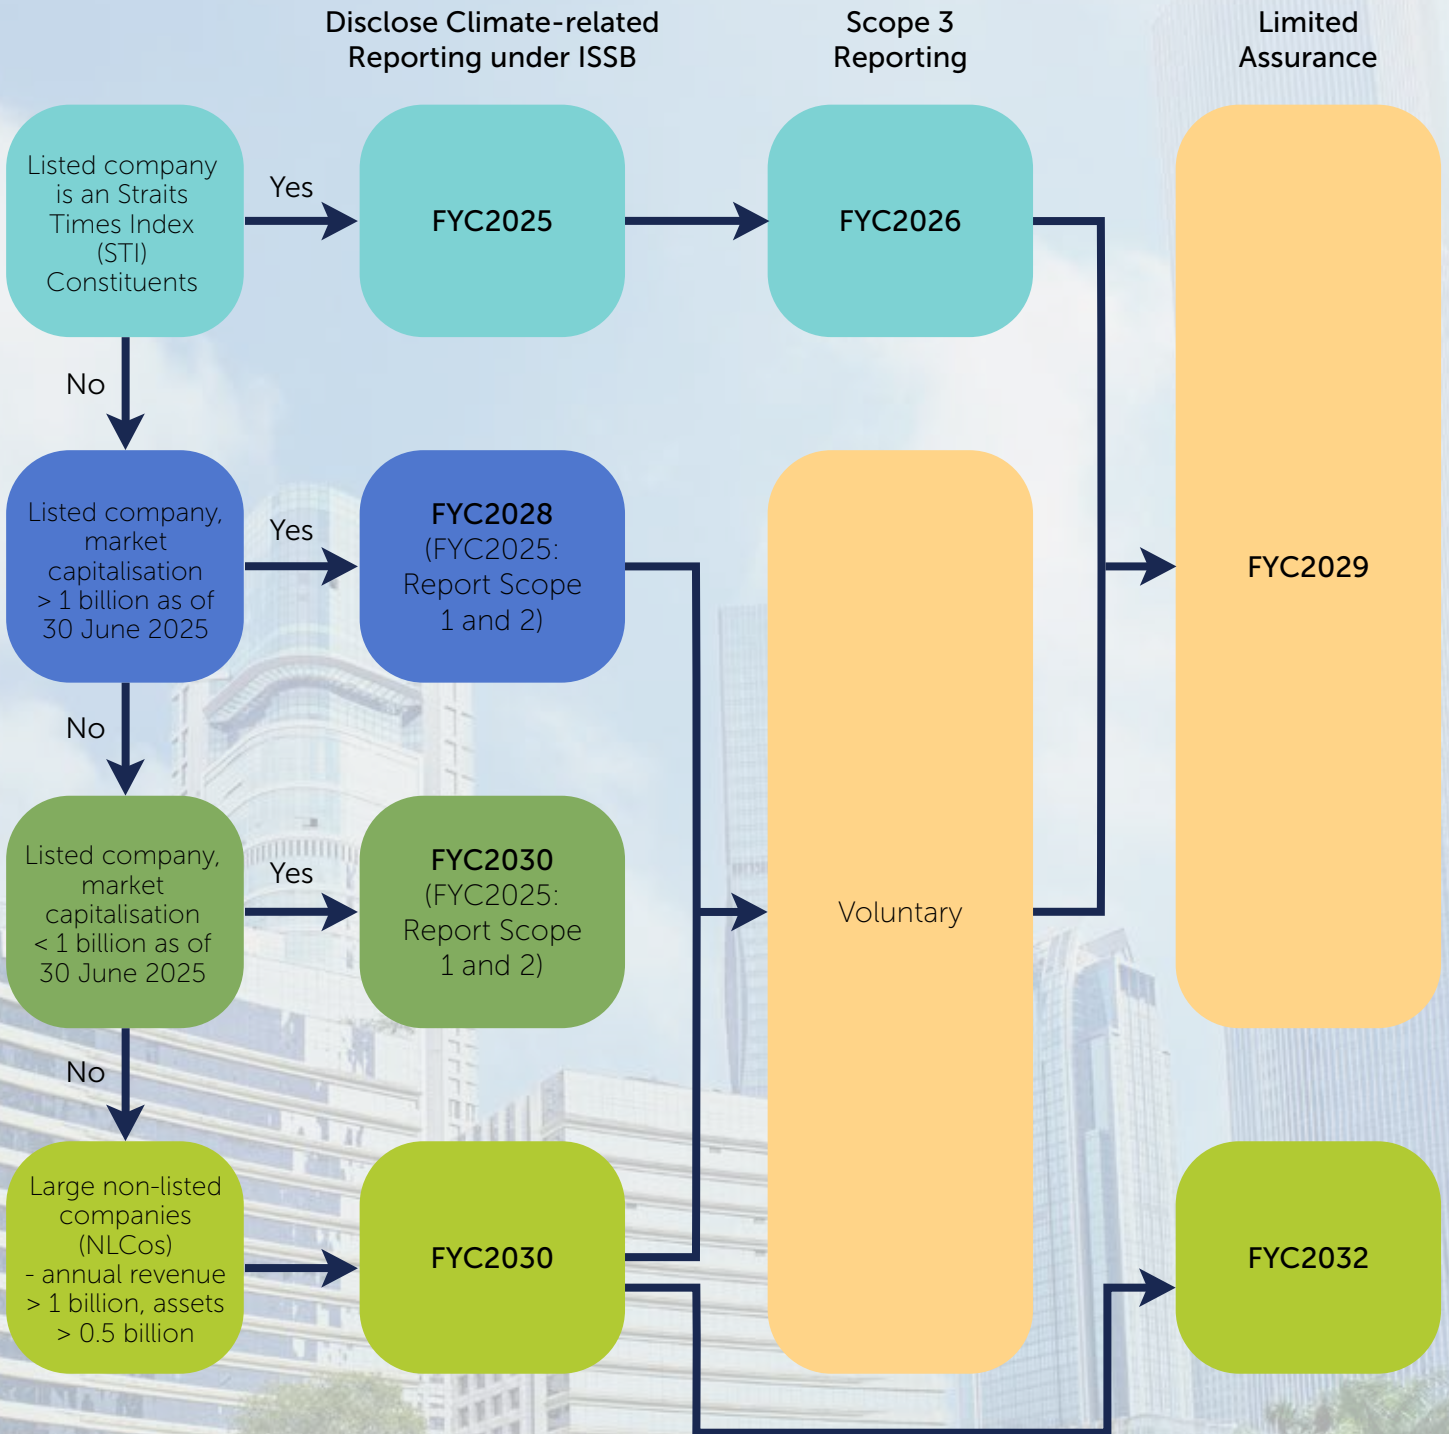 Disclose Climate-related
Reporting under ISSB
Scope 3
Reporting
Limited
Assurance
Listed company
is an Straits
Times Index
(STI)
Constituents
Yes
FYC2025
FYC2026
No
Listed company,
market
capitalisation
> 1 billion as of
30 June 2025
Yes
FYC2028
(FYC2025:
Report Scope
1 and 2)
FYC2029
No
Listed company,
market
capitalisation
< 1 billion as of
30 June 2025
Yes
FYC2030
(FYC2025:
Report Scope
1 and 2)
Voluntary
No
Large non-listed
companies
(NLCos)
- annual revenue
> 1 billion, assets
> 0.5 billion
FYC2030
FYC2032